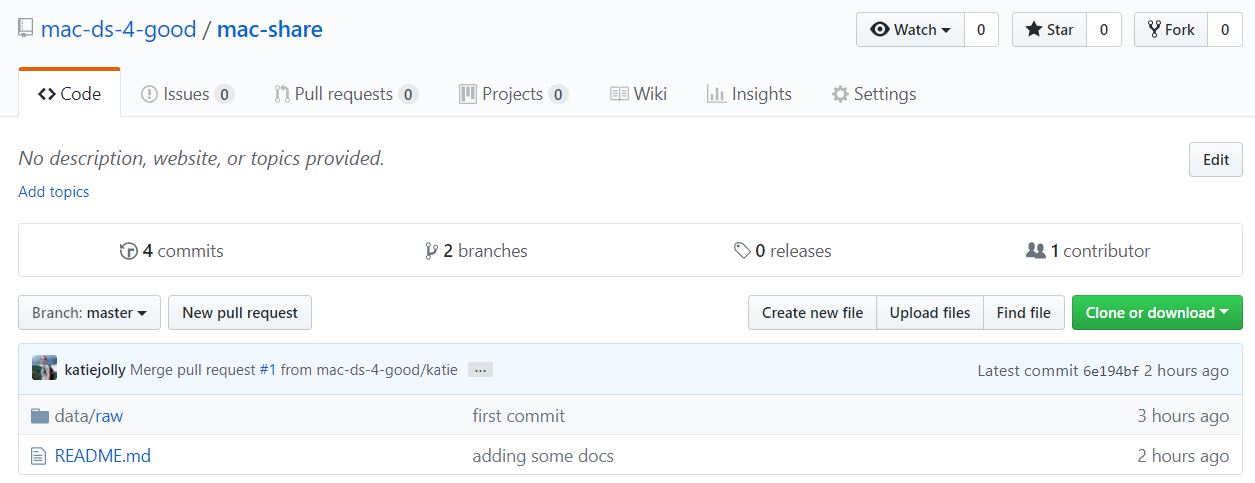 mac-ds-4-good / mac-share Watch 0 Star 0 Fork 0
Code Issues 0 Pull requests 0 Projects 0 Wiki Insights Settings
No description, website, or topics provided. Edit
Add topics
4 commits 2 branches 0 releases 1 contributor
Branch: master New pull request Create new file Upload files Find file Clone or download
katiejolly Merge pull request #1 from mac-ds-4-good/katie ... Latest commit 6e194bf 2 hours ago
data/raw first commit 3 hours ago
README.md adding some docs 2 hours ago